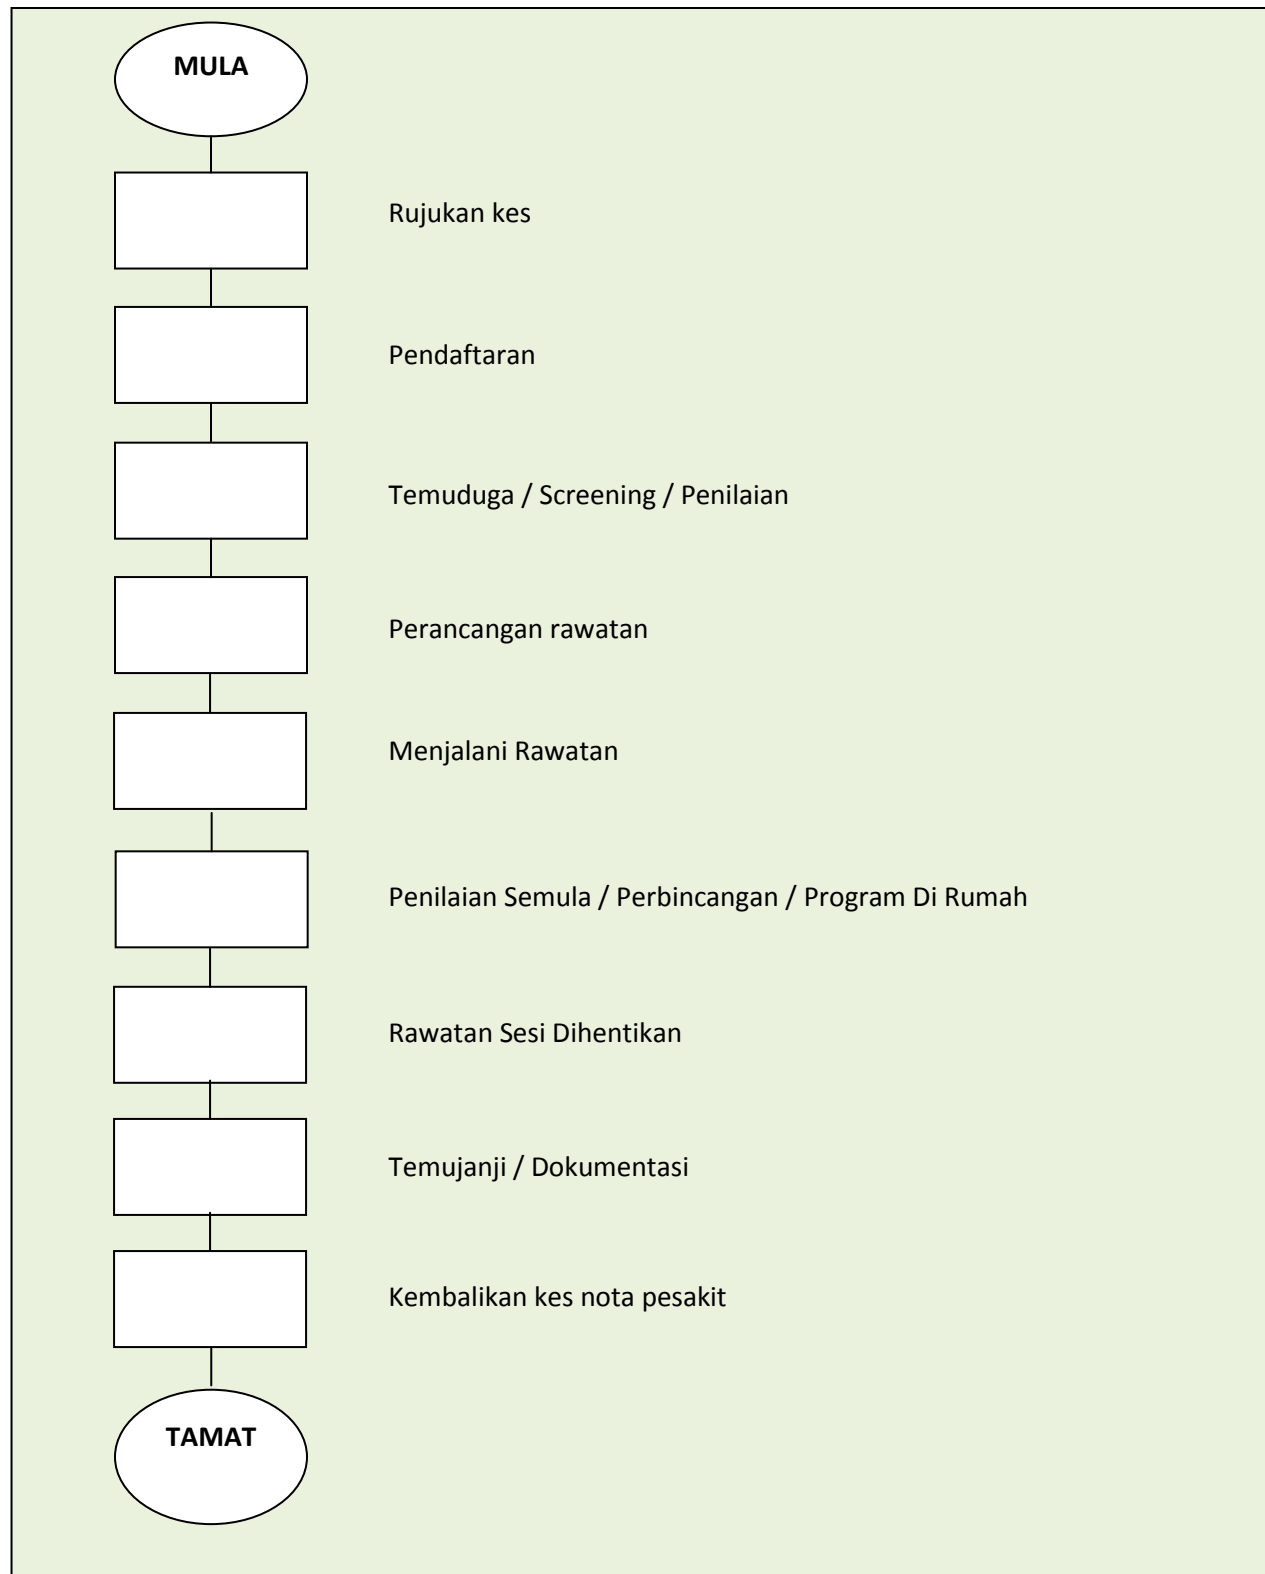 MULA
Rujukan kes
Pendaftaran
Temuduga / Screening / Penilaian
Perancangan rawatan
Menjalani Rawatan
Penilaian Semula / Perbincangan / Program Di Rumah
Rawatan Sesi Dihentikan
Temujanji / Dokumentasi
Kembalikan kes nota pesakit
TAMAT